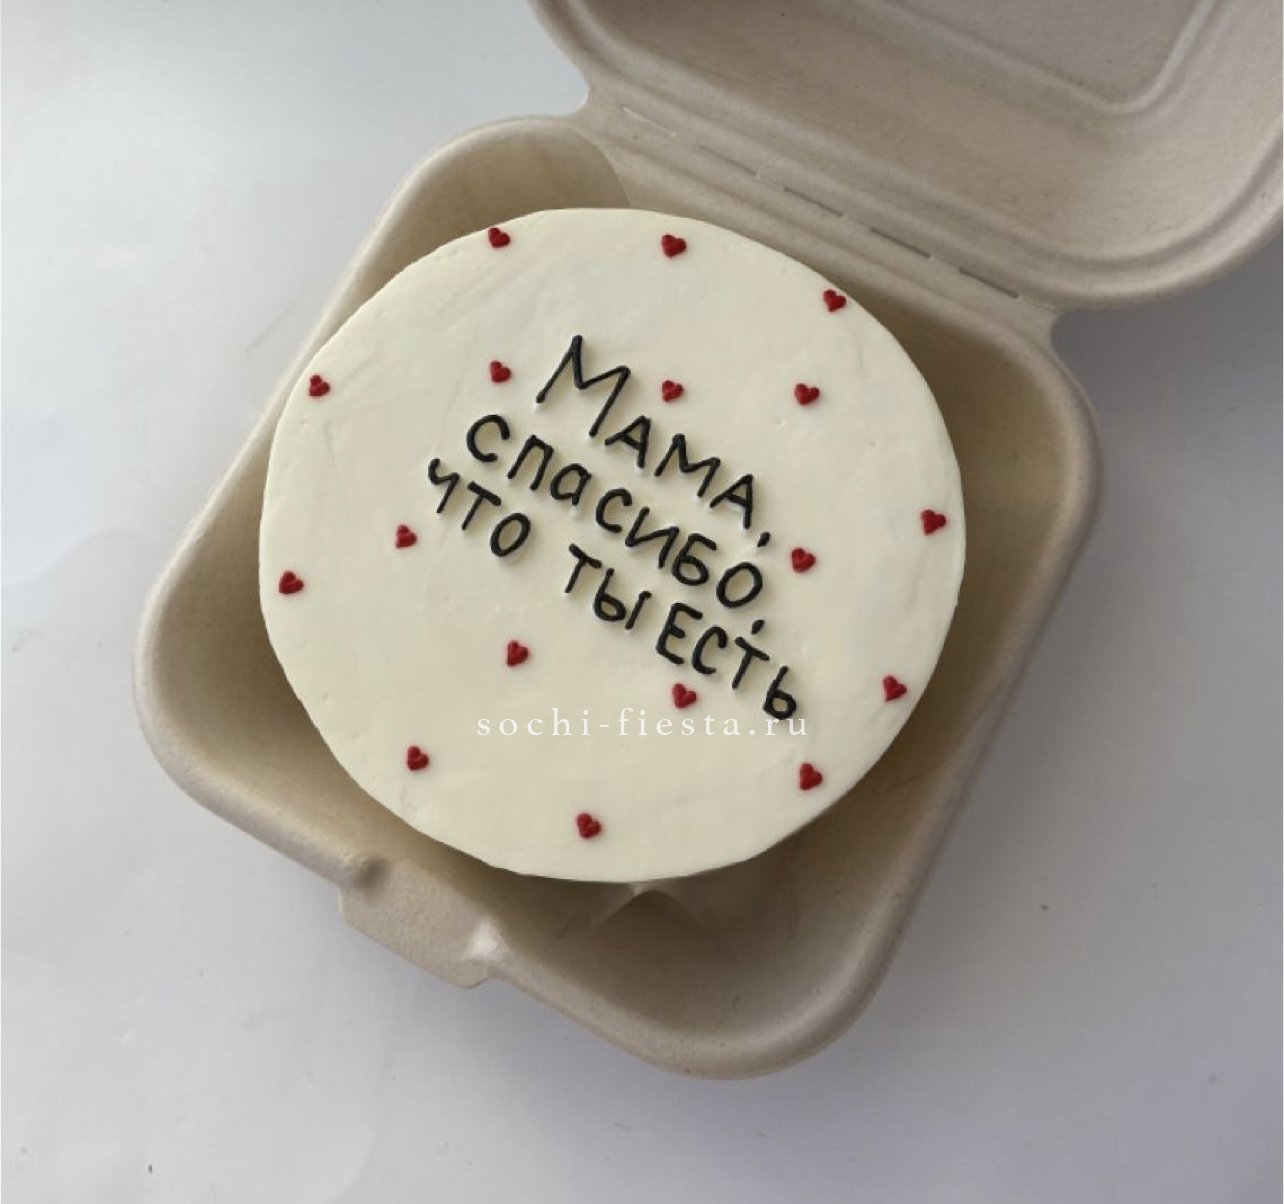 Мама,
спасибо,
что ты есть
sochi-fiesta.ru